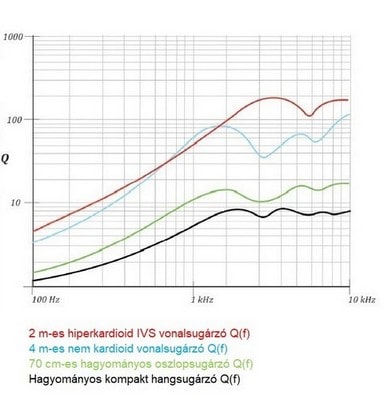 1000
100
Q
10
100 Hz 1 kHz 10 kHz
2 m-es hiperkardioid IVS vonalsugárzó Q(f)
4 m-es nem kardioid vonalsugárzó Q(f)
70 cm-es hagyományos oszlopsugárzó Q(f)
Hagyományos kompakt hangsugárzó Q(f)